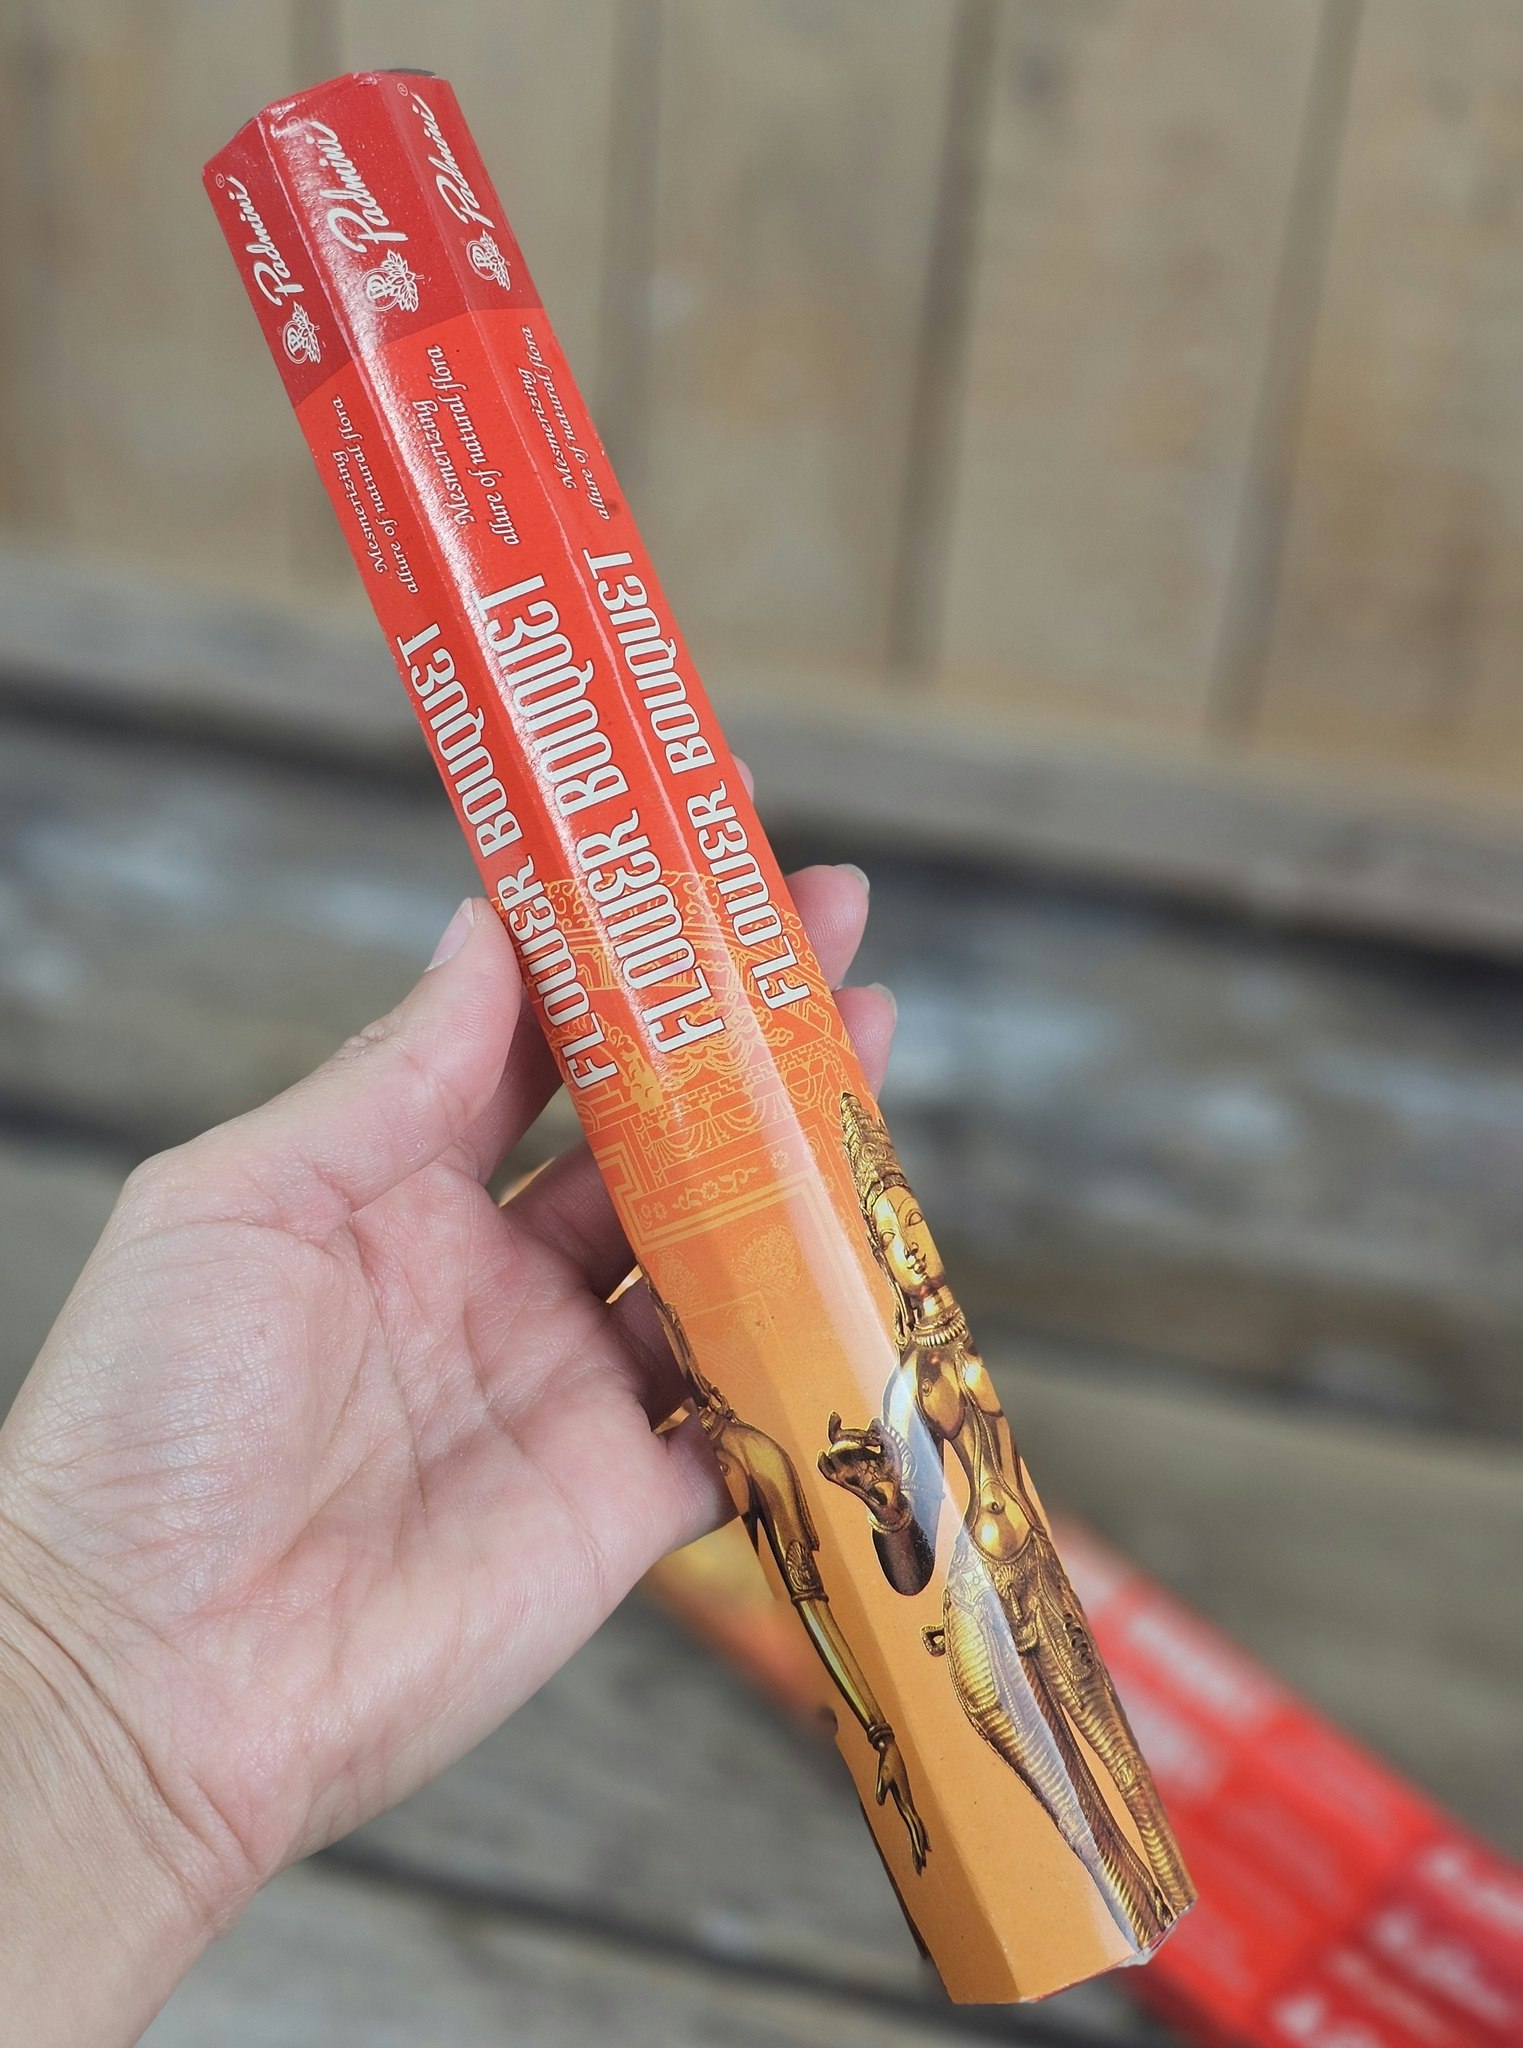 Padmini
Mesmerizing
allure of natural flora
FLOWER BOUQUET
Padmini
Mesmerizing
allure of natural flora
FLOWER BOUQUET
Padmini
Mesmerizing
allure of natural flora
FLOWER BOUQUET